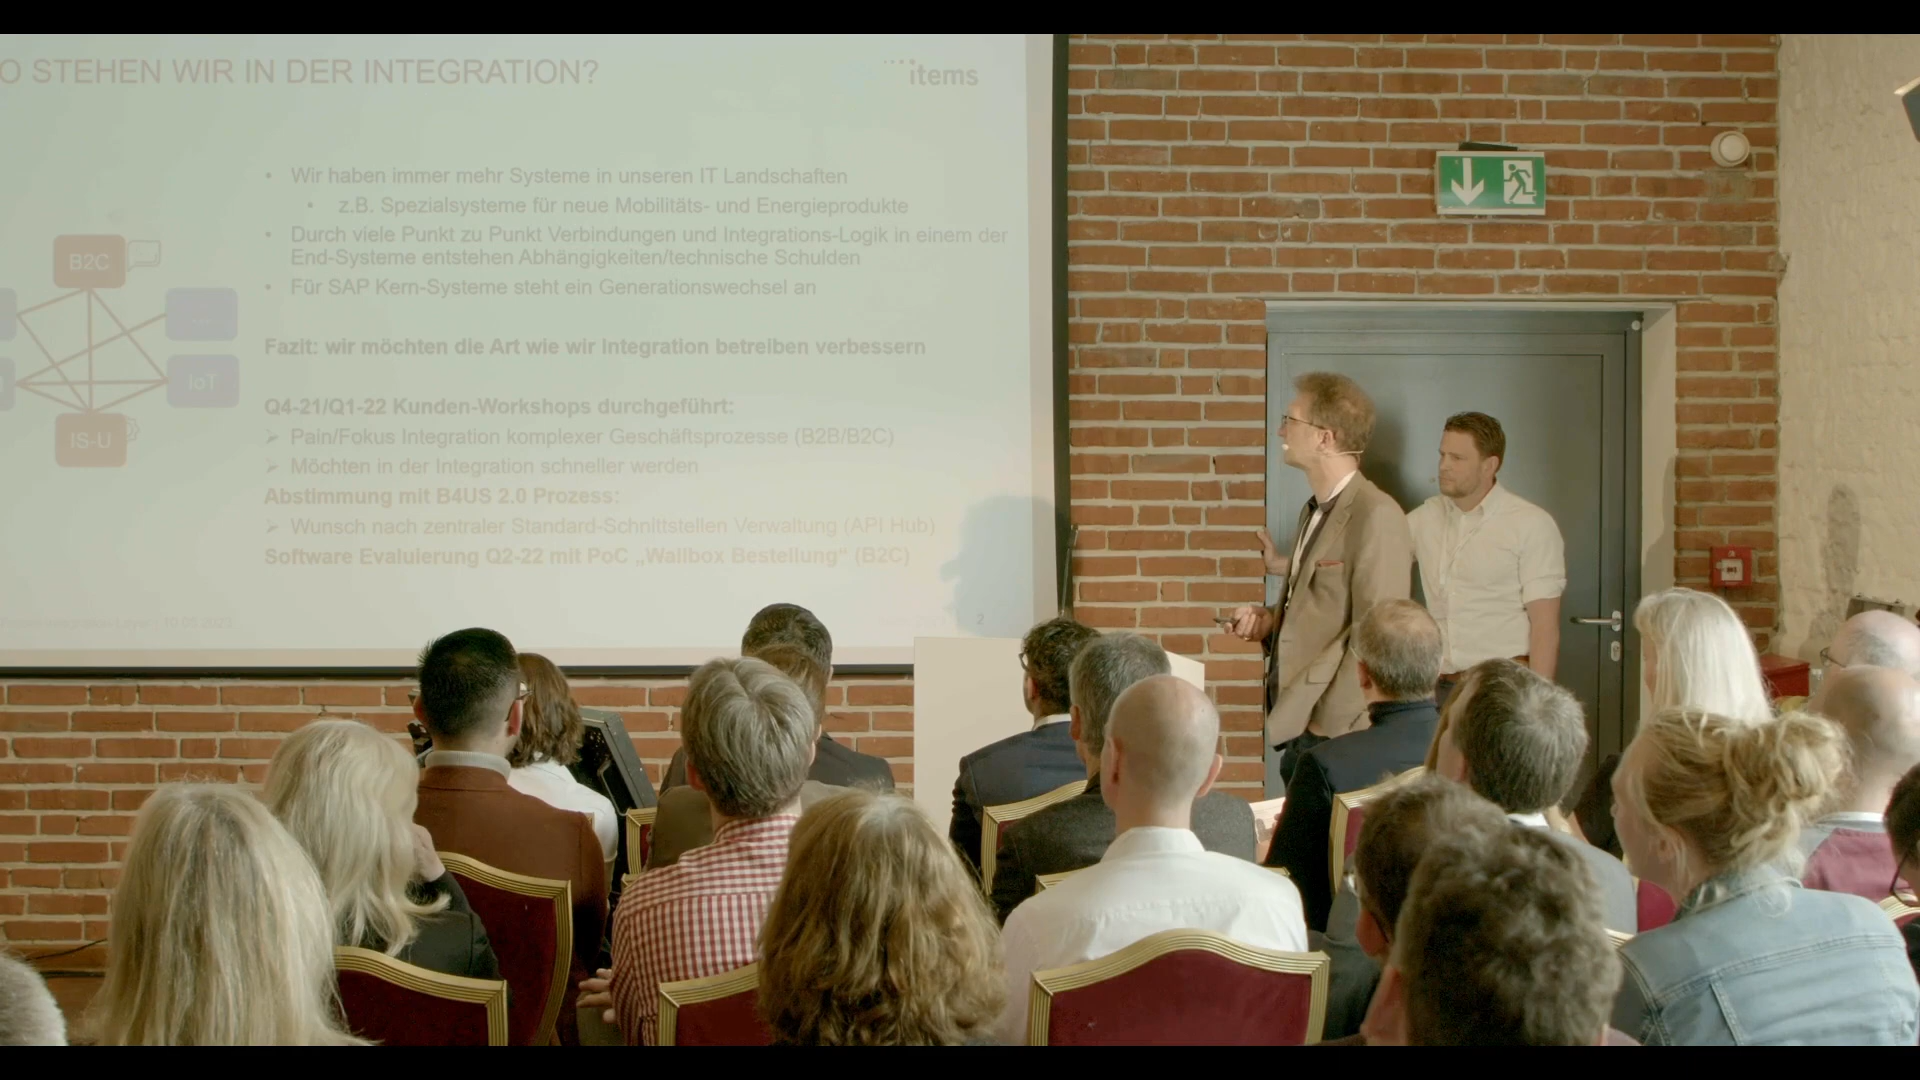 O STEHEN WIR IN DER INTEGRATION?
items
• Wir haben immer mehr Systeme in unseren IT Landschaften
• z.B. Spezialsysteme für neue Mobilitäts- und Energieprodukte
• Durch viele Punkt zu Punkt Verbindungen und Integrations-Logik in einem der
End-Systeme entstehen Abhängigkeiten/technische Schulden
• Für SAP Kern-Systeme steht ein Generationswechsel an
Fazit: wir möchten die Art wie wir Integration betreiben verbessern
Q4-21/Q1-22 Kunden-Workshops durchgeführt:
➢ Pain/Fokus Integration komplexer Geschäftsprozesse (B2B/B2C)
➢ Möchten in der Integration schneller werden
Abstimmung mit B4US 2.0 Prozess:
➢ Wunsch nach zentraler Standard-Schnittstellen Verwaltung (API Hub)
Software Evaluierung Q2-22 mit PoC „Wallbox Bestellung“ (B2C)
B2C
IoT
IS-U
2